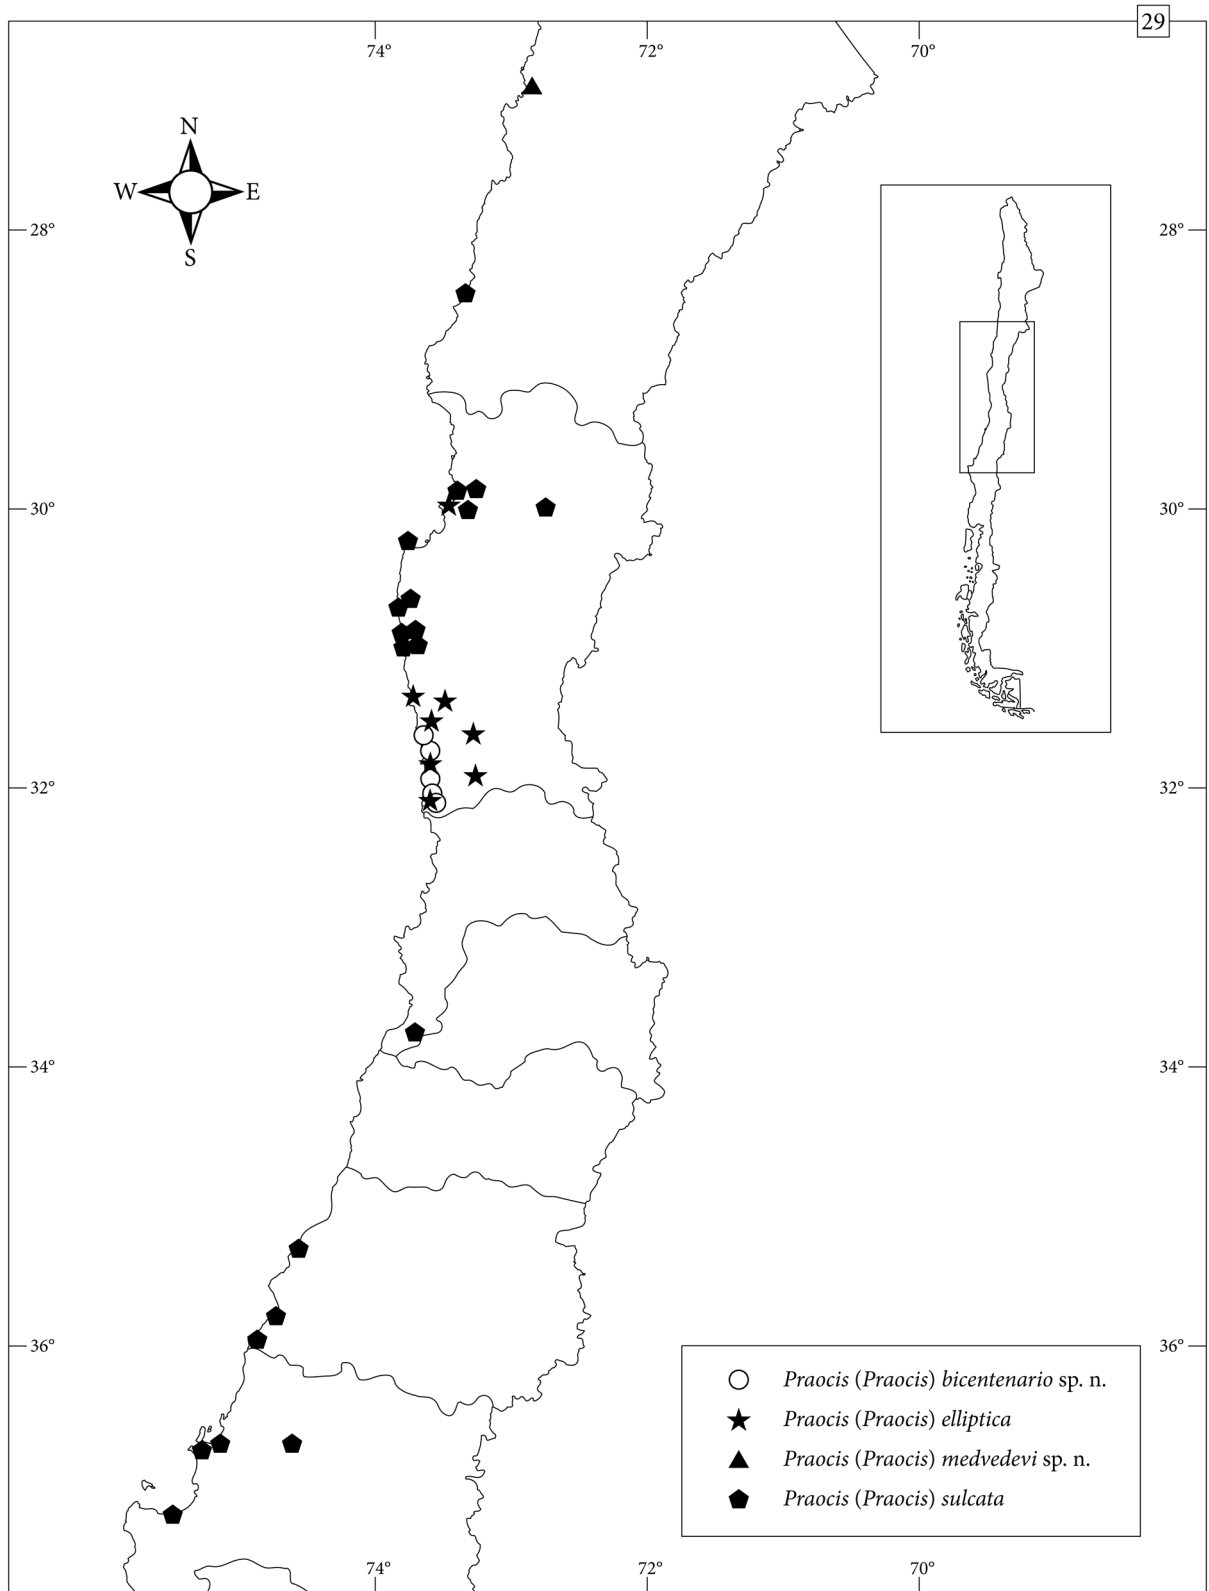 29
74°
72°
70°
N
W
E
S
28°
28°
30°
30°
32°
32°
34°
34°
36°
36°
Praocis (Praocis) bicentenario sp. n.
Praocis (Praocis) elliptica
Praocis (Praocis) medvedevi sp. n.
Praocis (Praocis) sulcata
74°
72°
70°